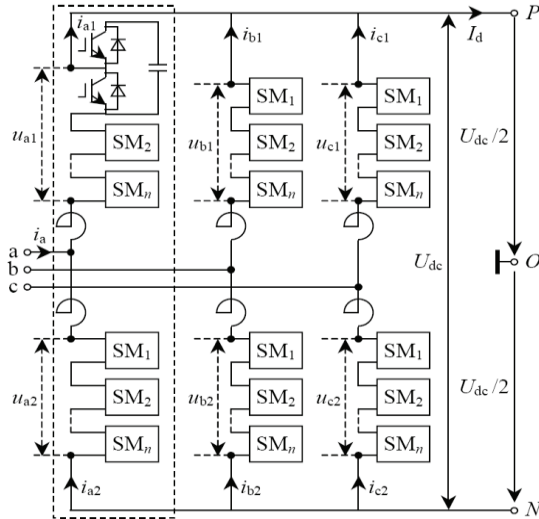 i_a1 i_b1 i_c1 I_d P
u_a1 u_b1 SM_1 u_c1 SM_1 U_dc/2
SM_2 SM_2 SM_2
SM_n SM_n SM_n
a i_a
b
c
U_dc O
SM_1 SM_1 SM_1
u_a2 SM_2 u_b2 SM_2 u_c2 SM_2 U_dc/2
SM_n SM_n SM_n
i_a2 i_b2 i_c2 N